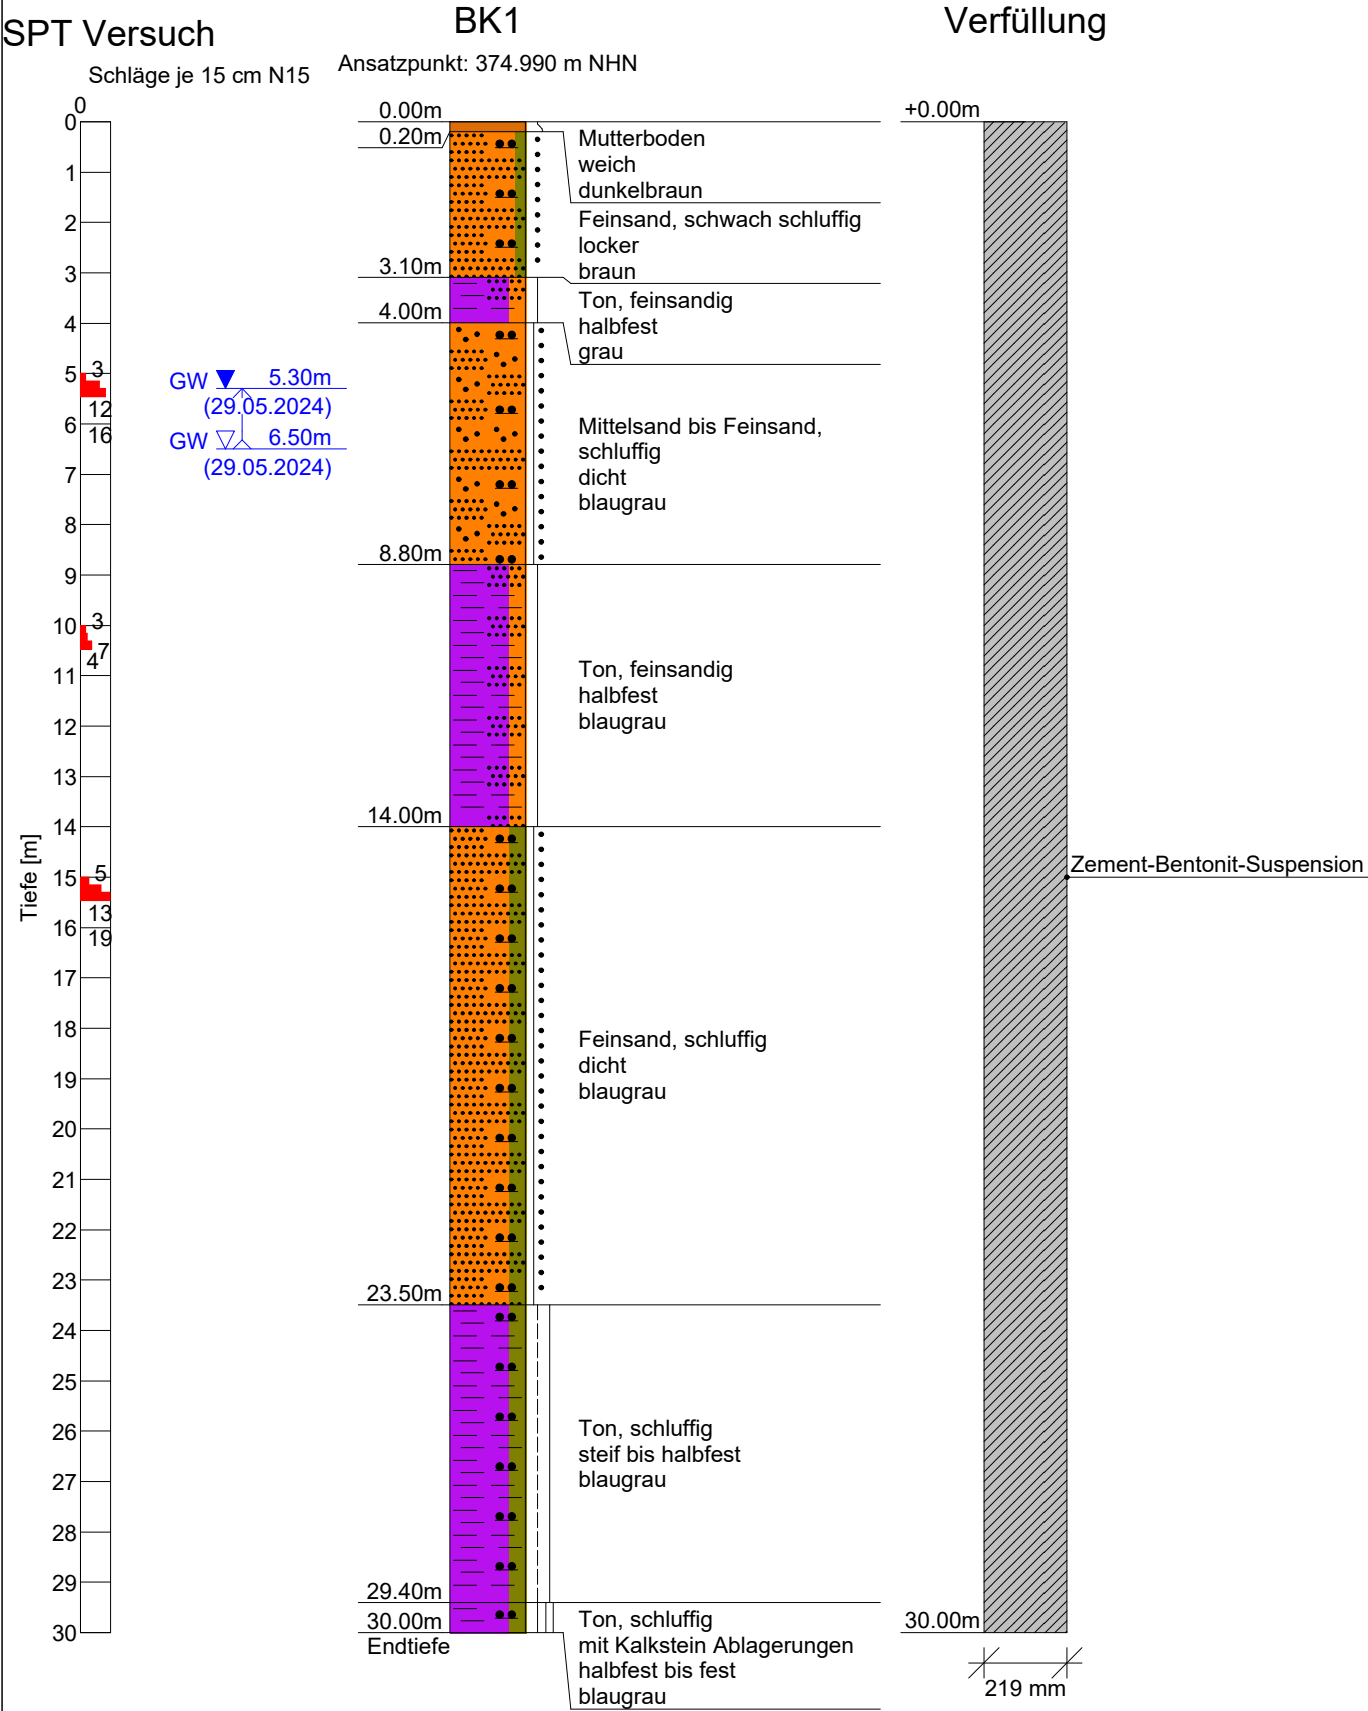 SPT Versuch
BK1
Verfüllung
Schläge je 15 cm N15
Ansatzpunkt: 374.990 m NHN
0
0
1
2
3
4
5
6
7
8
9
10
11
12
13
14
15
16
17
18
19
20
21
22
23
24
25
26
27
28
29
30
Tiefe [m]
3
12
16
3
7
4
5
13
19
GW
5.30m
(29.05.2024)
GW
6.50m
(29.05.2024)
0.00m
0.20m
3.10m
4.00m
8.80m
14.00m
23.50m
29.40m
30.00m
Endtiefe
Mutterboden
weich
dunkelbraun
Feinsand, schwach schluffig
locker
braun
Ton, feinsandig
halbfest
grau
Mittelsand bis Feinsand,
schluffig
dicht
blaugrau
Ton, feinsandig
halbfest
blaugrau
Feinsand, schluffig
dicht
blaugrau
Ton, schluffig
steif bis halbfest
blaugrau
Ton, schluffig
mit Kalkstein Ablagerungen
halbfest bis fest
blaugrau
+0.00m
Zement-Bentonit-Suspension
30.00m
219 mm